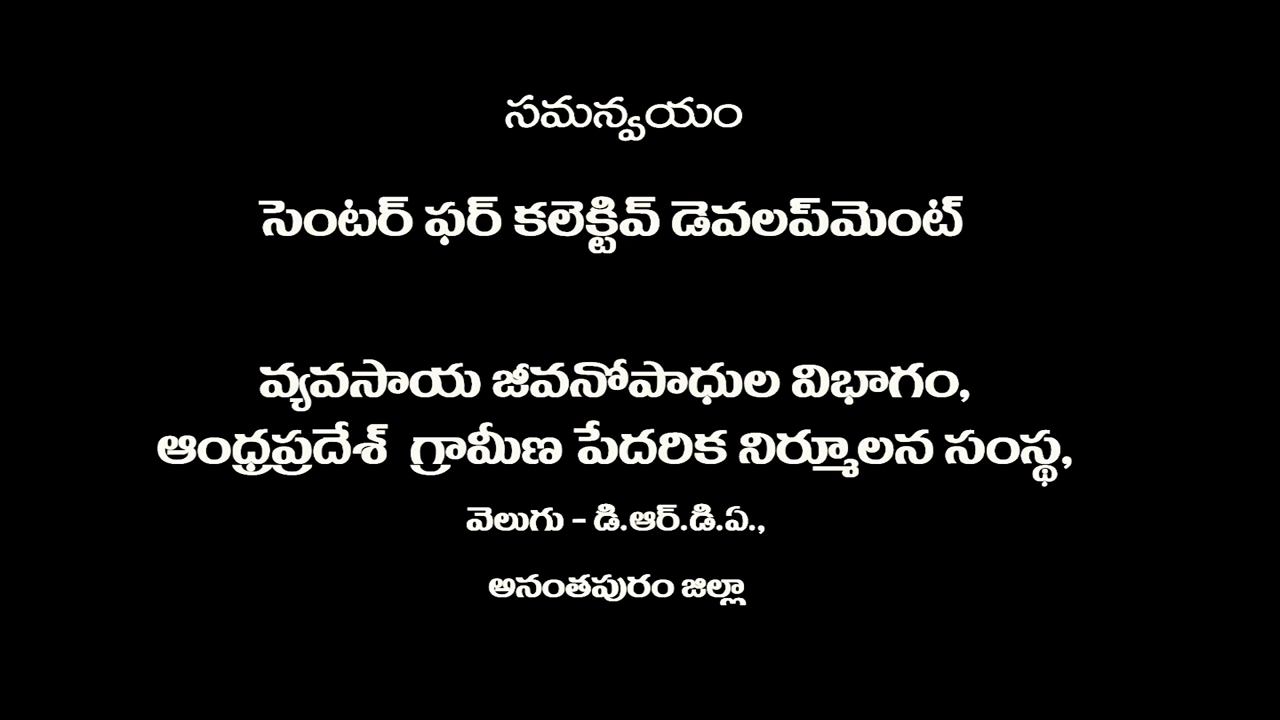 సమన్వయం
సెంటర్ ఫర్ కలెక్టివ్ డెవలప్‌మెంట్
వ్యవసాయ జీవనోపాధుల విభాగం,
ఆంధ్రప్రదేశ్ గ్రామీణ పేదరిక నిర్మూలన సంస్థ,
వెలుగు - డి.ఆర్.డి.ఏ.,
అనంతపురం జిల్లా